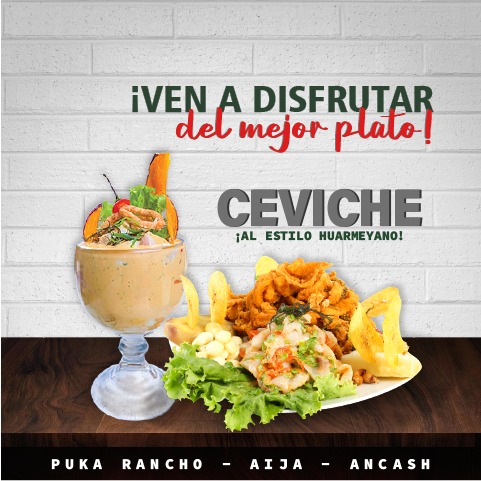 ¡VEN A DISFRUTAR
del mejor plato!
CEVICHE
¡AL ESTILO HUARMEYANO!
PUKA RANCHO - AIJA - ANCASH